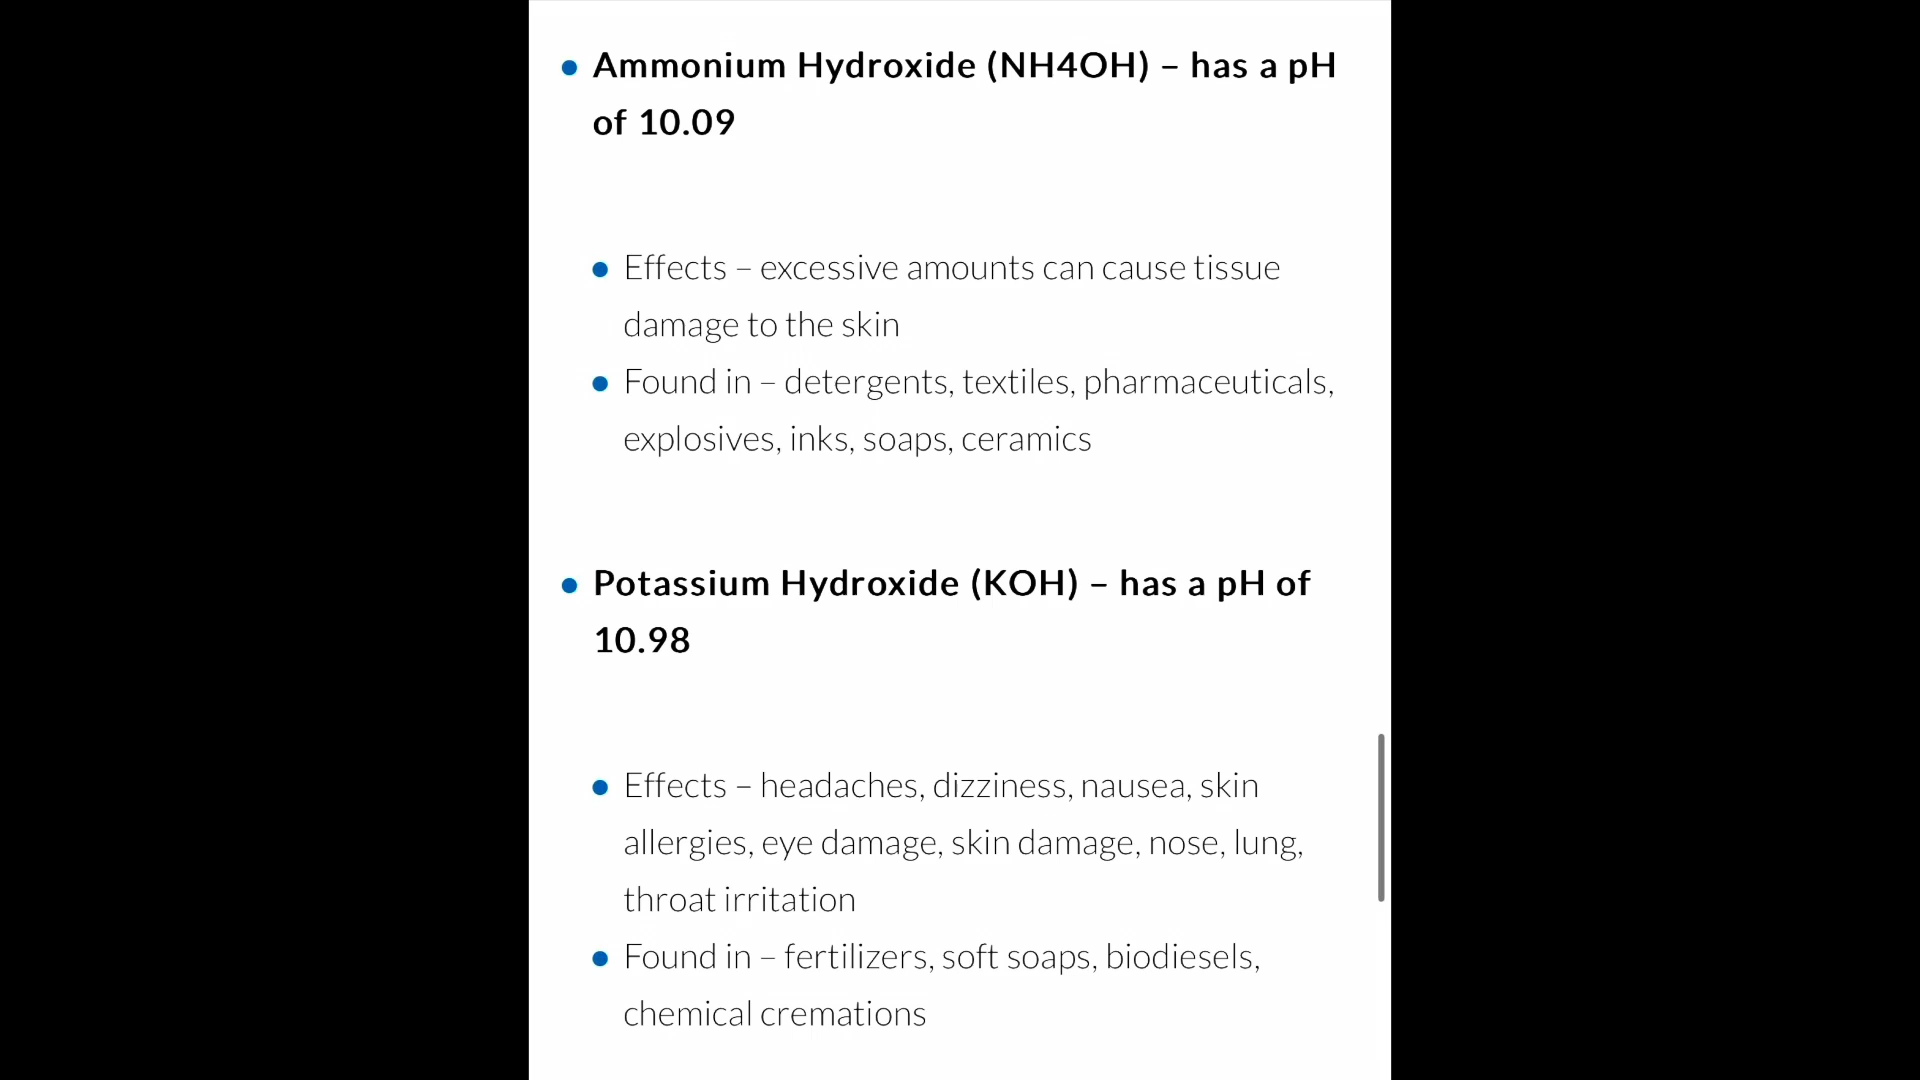 Ammonium Hydroxide (NH4OH) – has a pH
of 10.09
Effects – excessive amounts can cause tissue
damage to the skin
Found in – detergents, textiles, pharmaceuticals,
explosives, inks, soaps, ceramics
Potassium Hydroxide (KOH) – has a pH of
10.98
Effects – headaches, dizziness, nausea, skin
allergies, eye damage, skin damage, nose, lung,
throat irritation
Found in – fertilizers, soft soaps, biodiesels,
chemical cremations